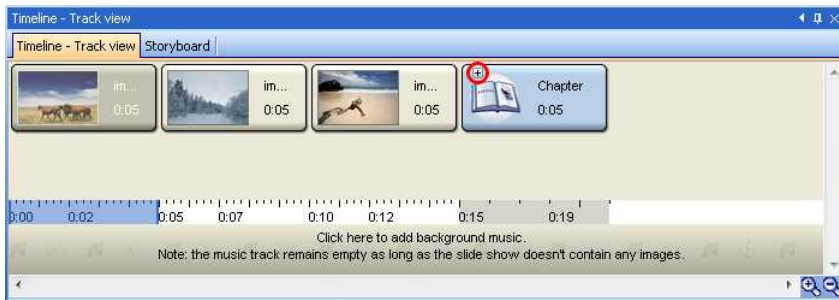 Timeline - Track view
Timeline - Track view Storyboard
im... im... im... Chapter
0:05 0:05 0:05 0:05
0:00 0:02 0:05 0:07 0:10 0:12 0:15 0:19
Click here to add background music.
Note: the music track remains empty as long as the slide show doesn't contain any images.